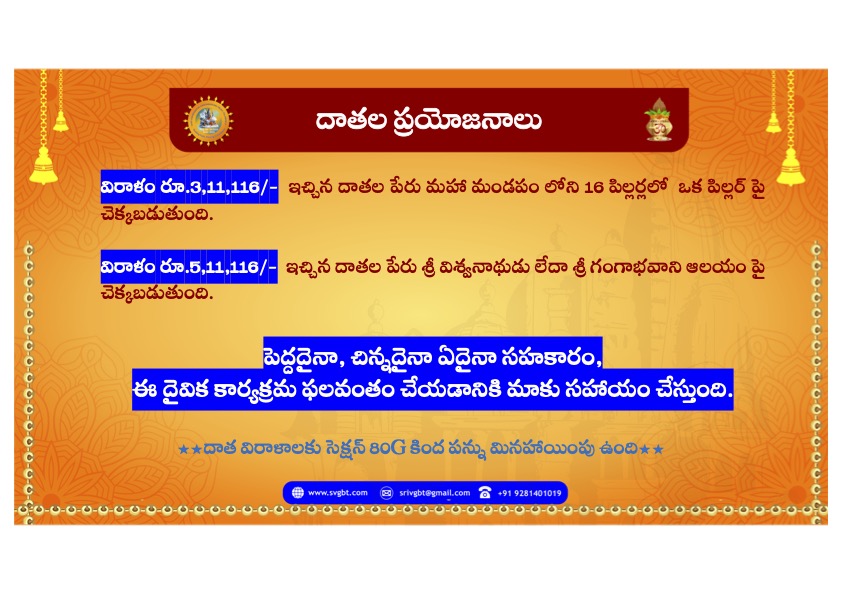 దాతల ప్రయోజనాలు
విరాళం రూ.3,11,116/- ఇచ్చిన దాతల పేరు మహా మండపం లోని 16 పిల్లర్లలో ఒక పిల్లర్ పై
చెక్కబడుతుంది.
విరాళం రూ.5,11,116/- ఇచ్చిన దాతల పేరు శ్రీ విశ్వనాథుడు లేదా శ్రీ గంగాభవాని ఆలయం పై
చెక్కబడుతుంది.
పెద్దదైనా, చిన్నదైనా ఏదైనా సహకారం,
ఈ దైవిక కార్యక్రమ ఫలవంతం చేయడానికి మాకు సహాయం చేస్తుంది.
★★దాత విరాళాలకు సెక్షన్ 80G కింద పన్ను మినహాయింపు ఉంది★★
www.svgbt.com srivgbt@gmail.com +91 9281401019